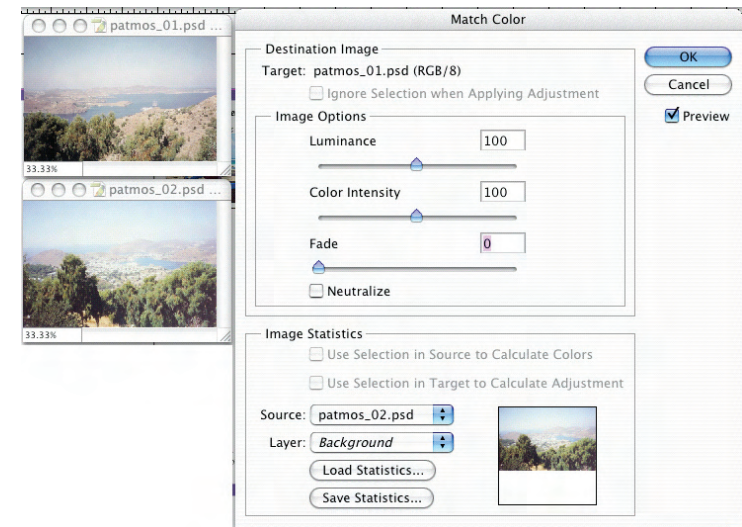 patmos_01.psd ...
33.33%
patmos_02.psd ...
33.33%
Match Color
Destination Image
Target: patmos_01.psd (RGB/8)
Ignore Selection when Applying Adjustment
Image Options
Luminance 100
Color Intensity 100
Fade 0
Neutralize
OK
Cancel
Preview
Image Statistics
Use Selection in Source to Calculate Colors
Use Selection in Target to Calculate Adjustment
Source: patmos_02.psd
Layer: Background
Load Statistics...
Save Statistics...